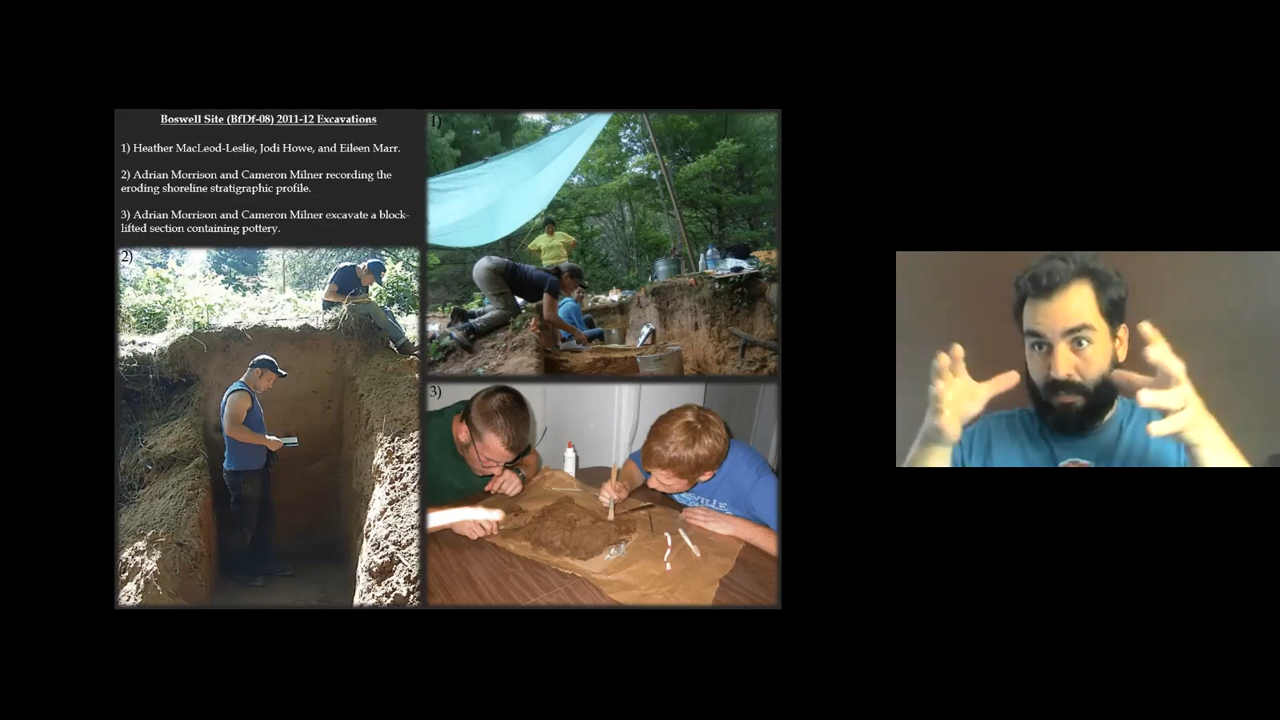 Boswell Site (BfDf-08) 2011-12 Excavations
1) Heather MacLeod-Leslie, Jodi Howe, and Eileen Marr.
2) Adrian Morrison and Cameron Milner recording the
eroding shoreline stratigraphic profile.
3) Adrian Morrison and Cameron Milner excavate a block-
lifted section containing pottery.
1)
2)
3)